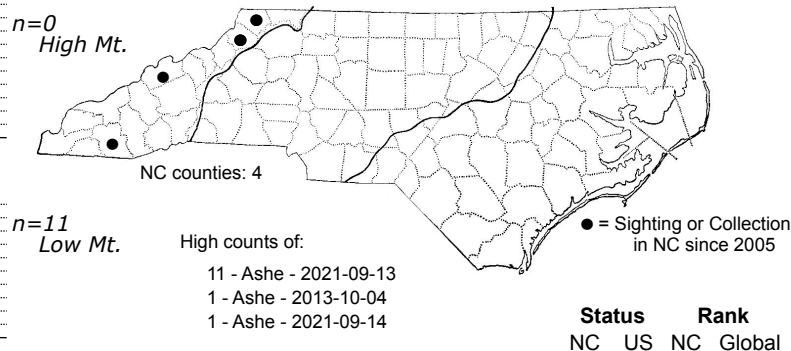 n=0
High Mt.
NC counties: 4
n=11
Low Mt.
High counts of:
11 - Ashe - 2021-09-13
1 - Ashe - 2013-10-04
1 - Ashe - 2021-09-14
= Sighting or Collection
in NC since 2005
Status Rank
NC US NC Global